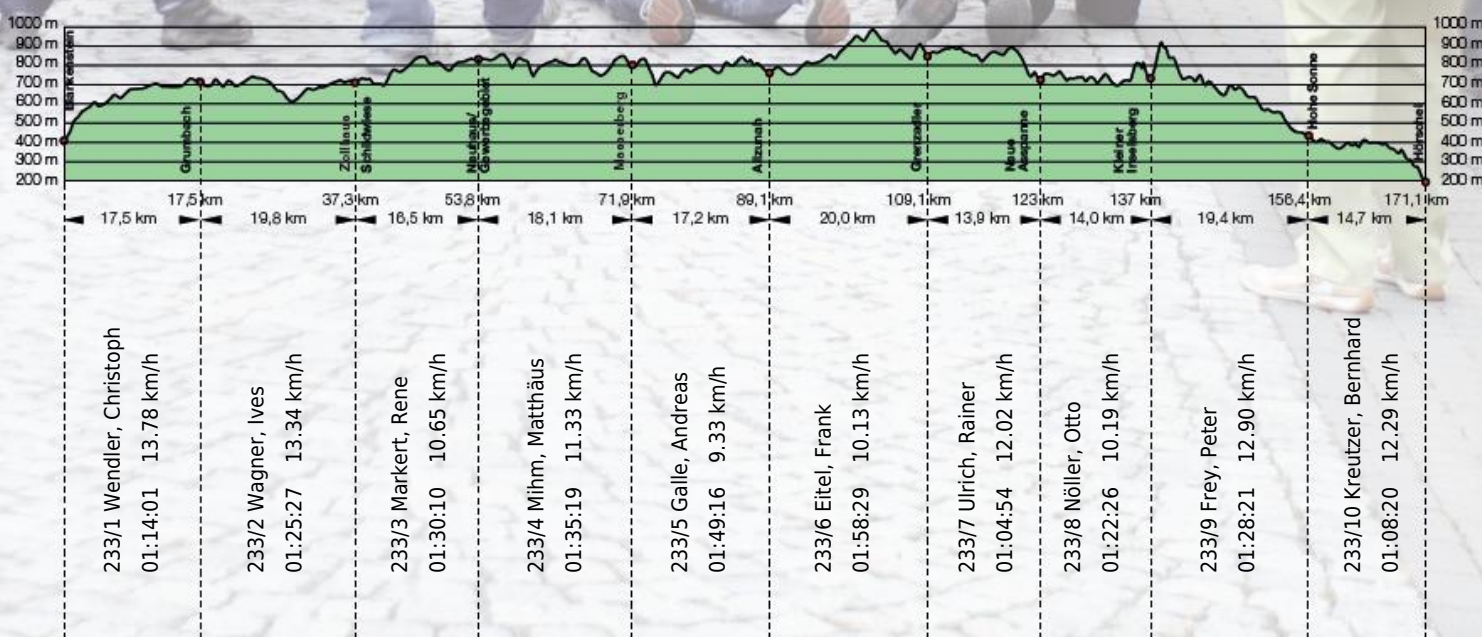 1000 m
900 m
800 m
700 m
600 m
500 m
400 m
300 m
200 m
1000 m
900 m
800 m
700 m
600 m
500 m
400 m
300 m
200 m
Blankenstein
Grumbach
Zollhaus
Schildwiese
Neuhaus/
Masserberg
Allzunah
Grenzadler
Neue
Ausspanne
Kleiner
Inselsberg
Hohe Sonne
Hörschel
17,5 km
37,3 km
53,8 km
71,9 km
89,1 km
109,1 km
123 km
137 km
156,4 km
171,1 km
17,5 km
19,8 km
16,5 km
18,1 km
17,2 km
20,0 km
13,9 km
14,0 km
19,4 km
14,7 km
233/1 Wendler, Christoph
01:14:01 13.78 km/h
233/2 Wagner, Ives
01:25:27 13.34 km/h
233/3 Markert, Rene
01:30:10 10.65 km/h
233/4 Mihm, Matthäus
01:35:19 11.33 km/h
233/5 Galle, Andreas
01:49:16 9.33 km/h
233/6 Eitel, Frank
01:58:29 10.13 km/h
233/7 Ulrich, Rainer
01:04:54 12.02 km/h
233/8 Nöller, Otto
01:22:26 10.19 km/h
233/9 Frey, Peter
01:28:21 12.90 km/h
233/10 Kreutzer, Bernhard
01:08:20 12.29 km/h